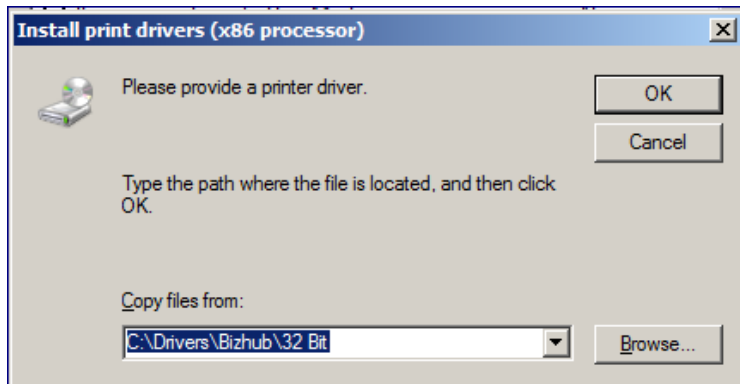 Install print drivers (x86 processor)
Please provide a printer driver.
OK
Cancel
Type the path where the file is located, and then click
OK.
Copy files from:
C:\Drivers\Bizhub\32 Bit
Browse...